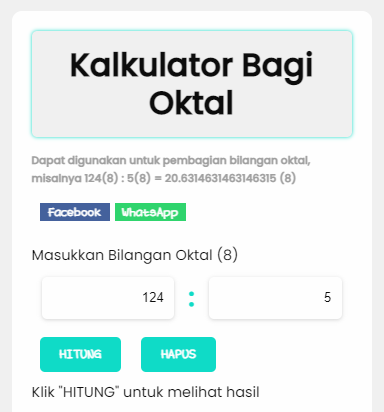 Kalkulator Bagi
Oktal
Dapat digunakan untuk pembagian bilangan oktal,
misalnya 124(8) : 5(8) = 20.6314631463146315 (8)
Facebook WhatsApp
Masukkan Bilangan Oktal (8)
124 : 5
HITUNG HAPUS
Klik "HITUNG" untuk melihat hasil